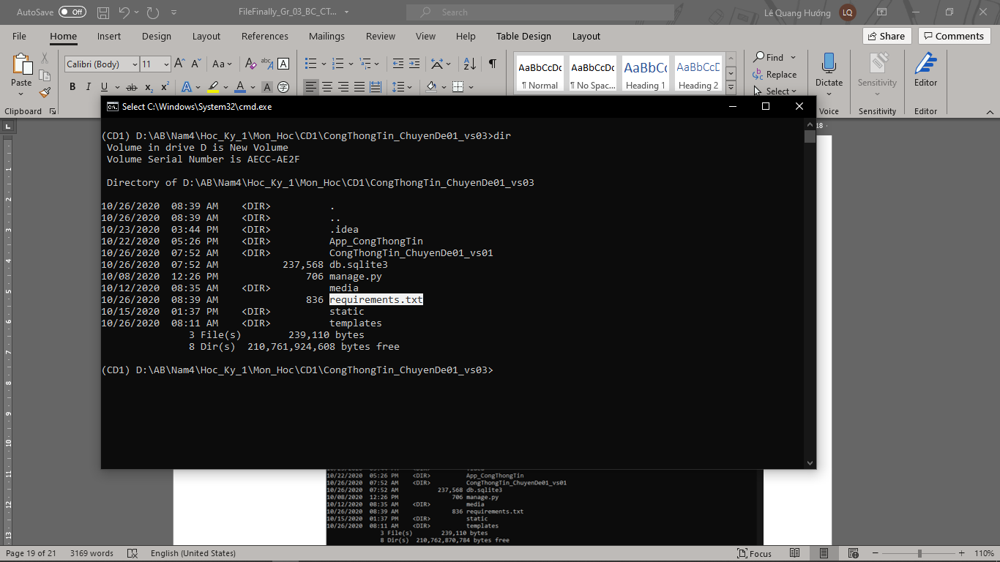 AutoSave Off FileFinally_Gr_03_BC_CT... Search Lê Quang Hướng LQ
File Home Insert Design Layout References Mailings Review View Help Table Design Layout Share Comments
Paste
Clipboard
Calibri (Body) 11
AaBbCcDc AaBbCcDc AaBbC AaBbCcD
¶ Normal ¶ No Spac... Heading 1 Heading 2
Find
Replace
Select
Dictate
Voice
Sensitivity
Sensitivity
Editor
Editor
Select C:\Windows\System32\cmd.exe
(CD1) D:\AB\Nam4\Hoc_Ky_1\Mon_Hoc\CD1\CongThongTin_ChuyenDe01_vs03>dir
Volume in drive D is New Volume
Volume Serial Number is AECC-AE2F
Directory of D:\AB\Nam4\Hoc_Ky_1\Mon_Hoc\CD1\CongThongTin_ChuyenDe01_vs03
10/26/2020 08:39 AM <DIR> .
10/26/2020 08:39 AM <DIR> ..
10/23/2020 03:44 PM <DIR> .idea
10/22/2020 05:26 PM <DIR> App_CongThongTin
10/26/2020 07:52 AM <DIR> CongThongTin_ChuyenDe01_vs01
10/26/2020 07:52 AM 237,568 db.sqlite3
10/08/2020 12:26 PM 706 manage.py
10/12/2020 08:35 AM <DIR> media
10/26/2020 08:39 AM 836 requirements.txt
10/15/2020 01:37 PM <DIR> static
10/26/2020 08:11 AM <DIR> templates
3 File(s) 239,110 bytes
8 Dir(s) 210,761,924,608 bytes free
(CD1) D:\AB\Nam4\Hoc_Ky_1\Mon_Hoc\CD1\CongThongTin_ChuyenDe01_vs03>
10/22/2020 05:26 PM <DIR> App_CongThongTin
10/26/2020 07:52 AM <DIR> CongThongTin_ChuyenDe01_vs01
10/26/2020 07:52 AM 237,568 db.sqlite3
10/08/2020 12:26 PM 706 manage.py
10/12/2020 08:35 AM <DIR> media
10/26/2020 08:39 AM 836 requirements.txt
10/15/2020 01:37 PM <DIR> static
10/26/2020 08:11 AM <DIR> templates
3 File(s) 239,110 bytes
8 Dir(s) 210,762,870,784 bytes free
Page 19 of 21 3169 words English (United States) Focus 110%